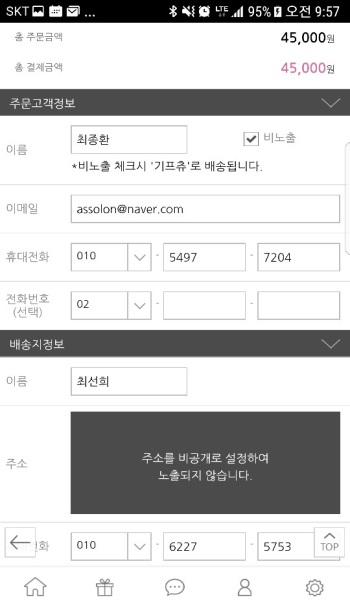 SKT ... LTE 95% 오전 9:57
총 주문금액 45,000원
총 결제금액 45,000원
주문고객정보
이름 최종환 비노출
*비노출 체크시 '기프츄'로 배송됩니다.
이메일 assolon@naver.com
휴대전화 010 - 5497 - 7204
전화번호 (선택) 02 - -
배송지정보
이름 최선희
주소
주소를 비공개로 설정하여
노출되지 않습니다.
화 010 - 6227 - 5753
TOP